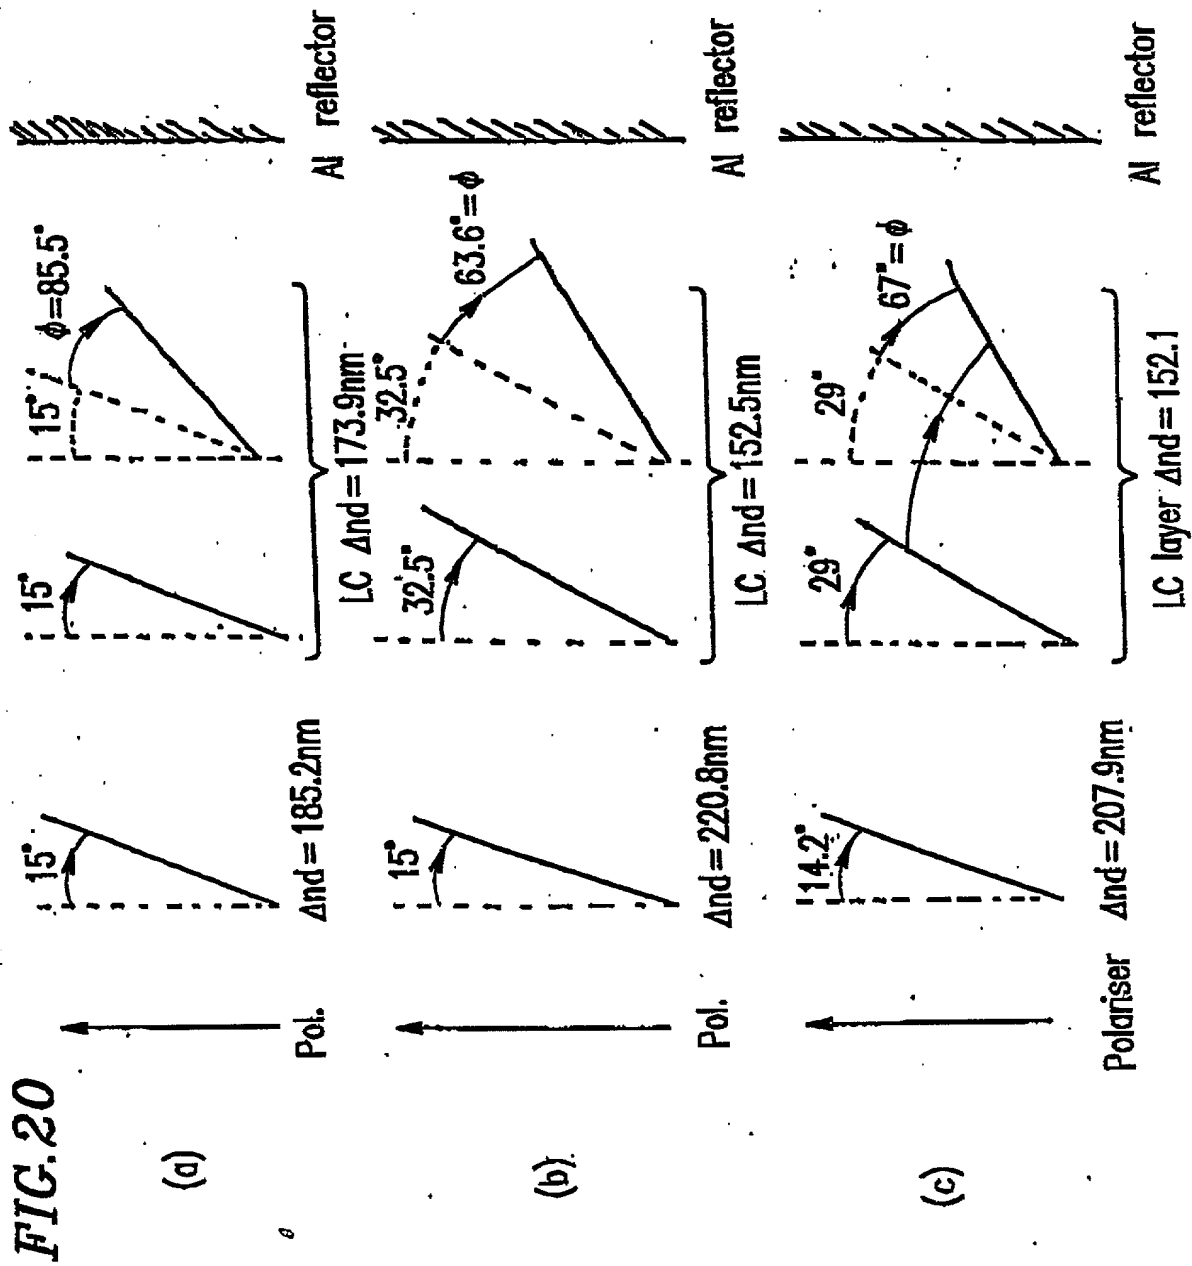 FIG.20
(a)
15°
15°
15°
φ=85.5°
Pol.
Δnd=185.2nm
LC Δnd=173.9nm
Al reflector
(b)
15°
32.5°
32.5°
63.6°=φ
Pol.
Δnd=220.8nm
LC Δnd=152.5nm
Al reflector
(c)
14.2°
29°
29°
67°=φ
Polariser
Δnd=207.9nm
LC layer Δnd=152.1
Al reflector